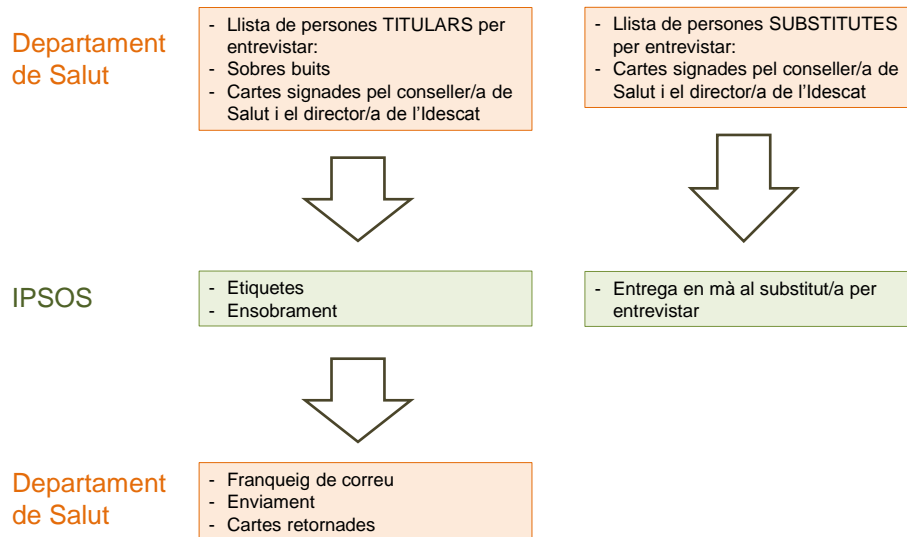 Departament
de Salut
- Llista de persones TITULARS per
entrevistar:
- Sobres buits
- Cartes signades pel conseller/a de
Salut i el director/a de l'Idescat
- Llista de persones SUBSTITUTES
per entrevistar:
- Cartes signades pel conseller/a de
Salut i el director/a de l'Idescat
IPSOS
- Etiquetes
- Ensobrament
- Entrega en mà al substitut/a per
entrevistar
Departament
de Salut
- Franqueig de correu
- Enviament
- Cartes retornades